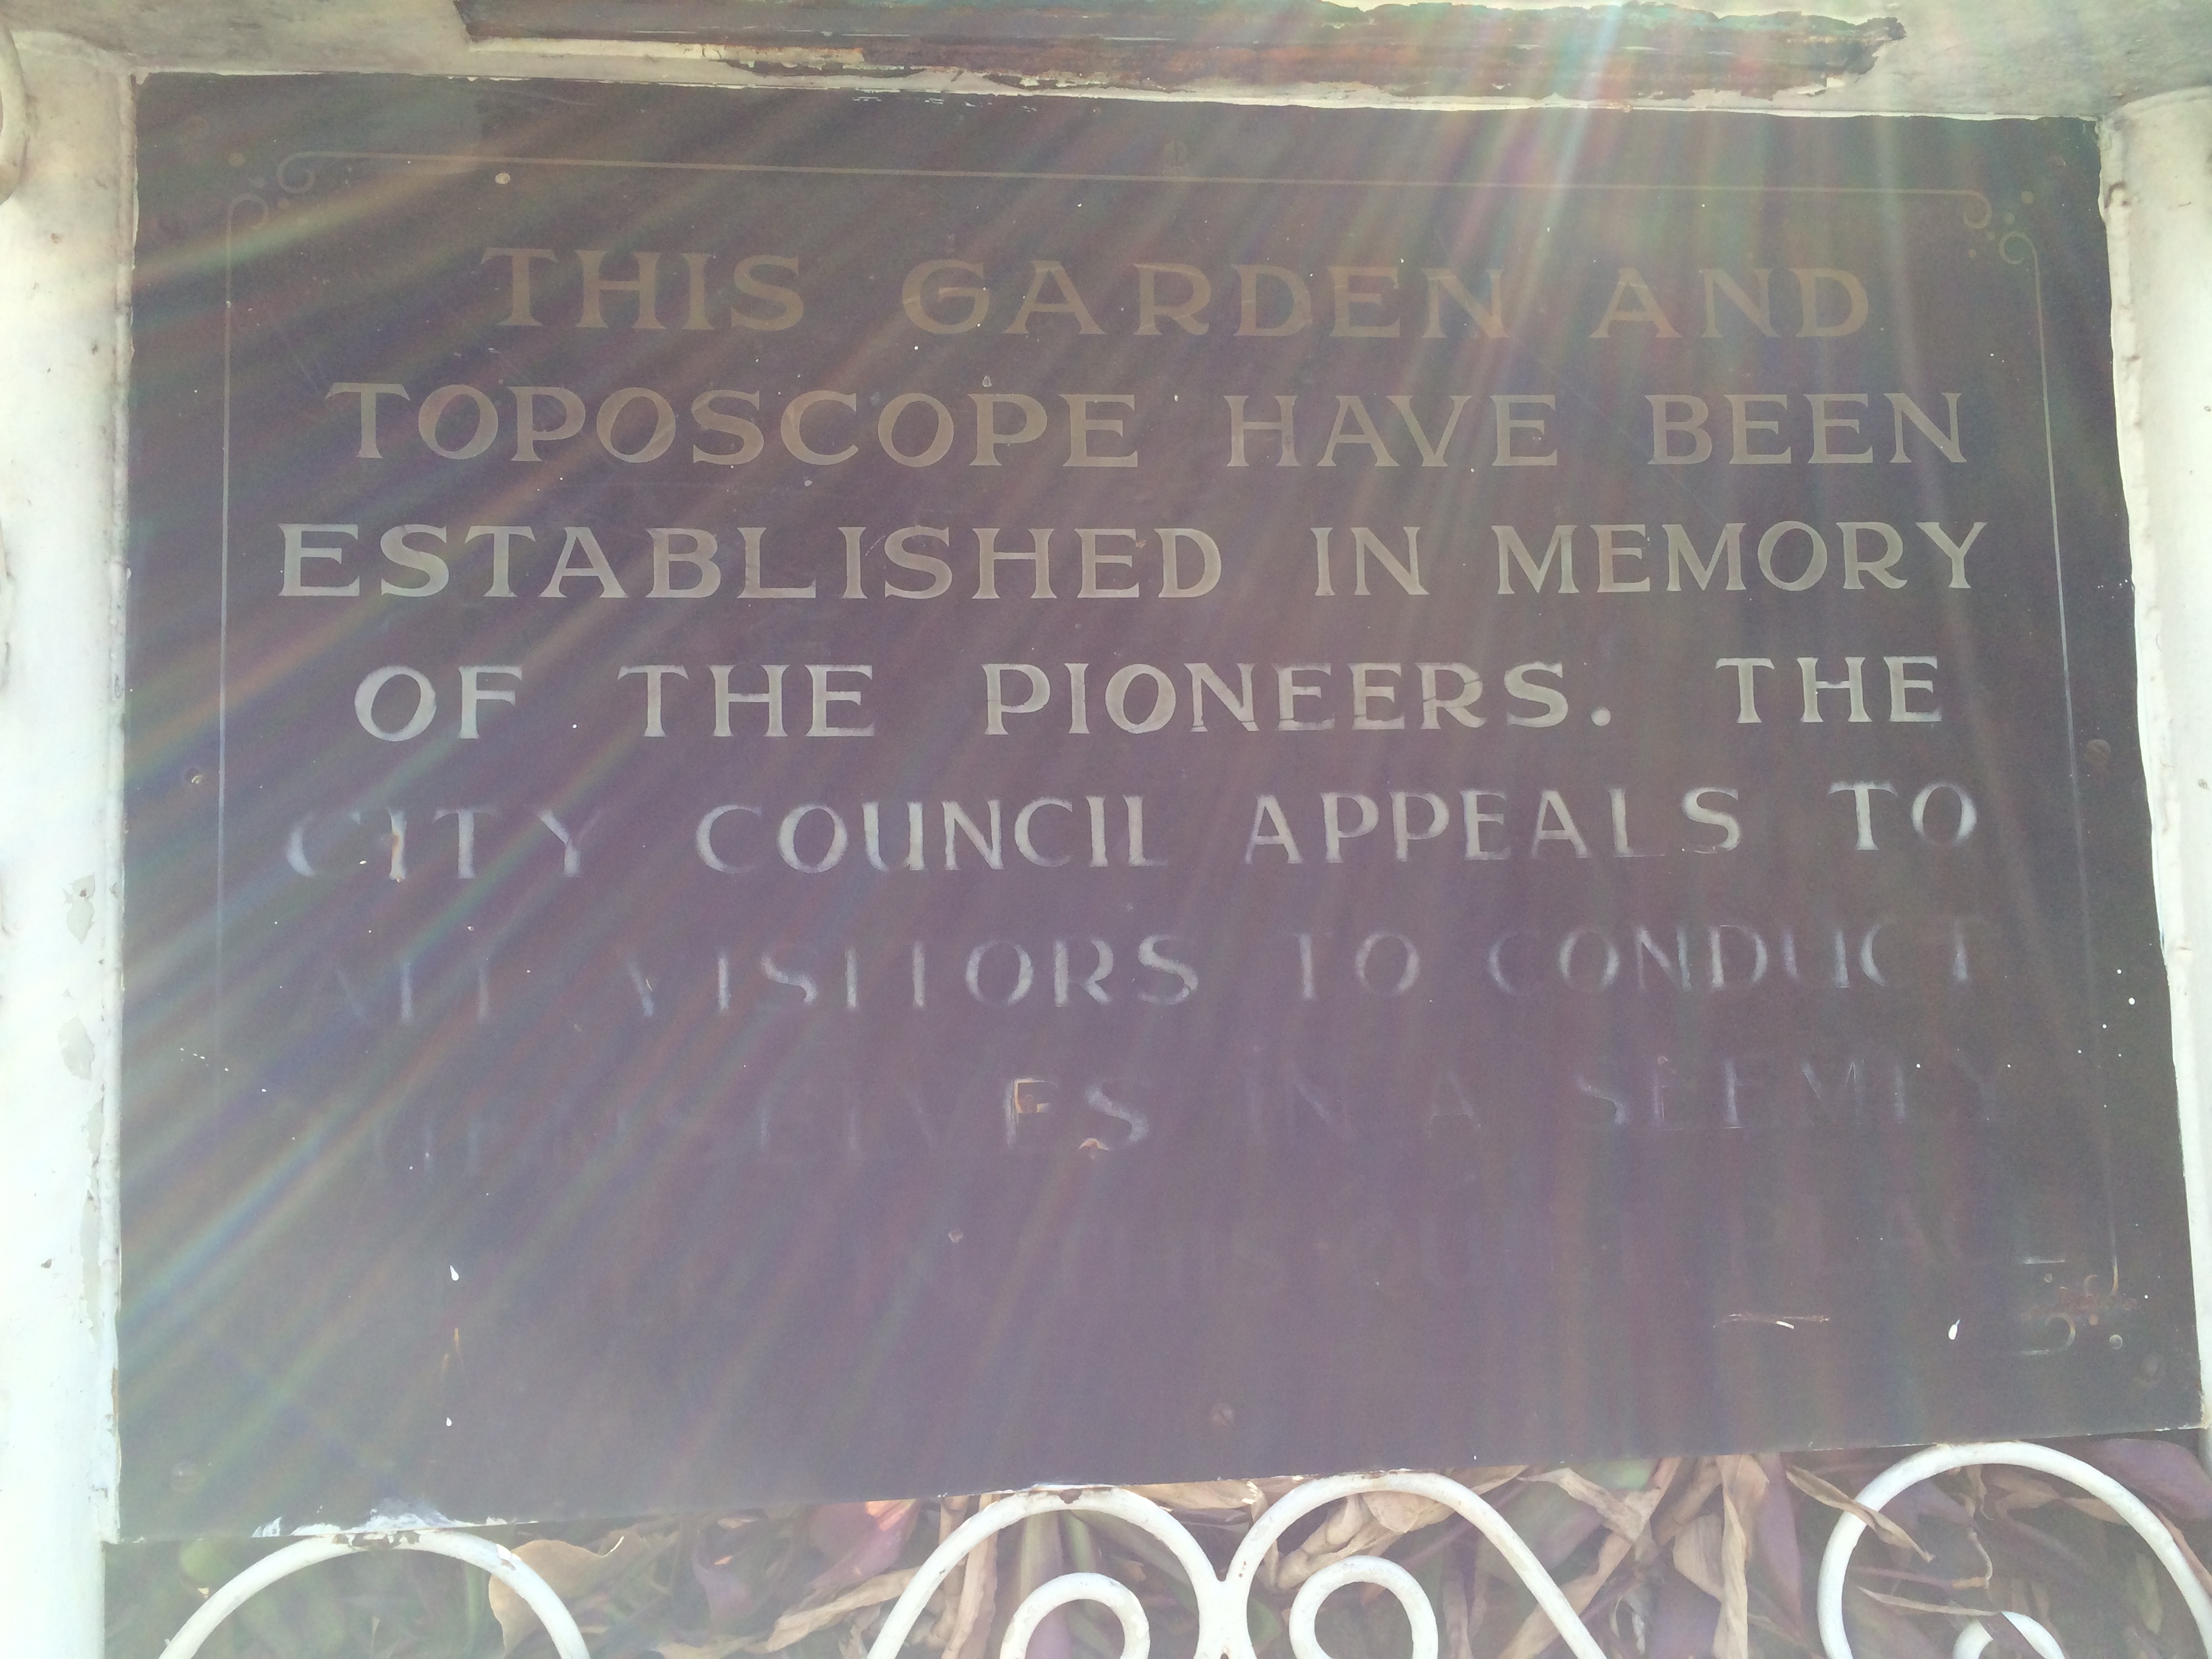 THIS GARDEN AND
TOPOSCOPE HAVE BEEN
ESTABLISHED IN MEMORY
OF THE PIONEERS. THE
CITY COUNCIL APPEALS TO
ALL VISITORS TO CONDUCT
THEMSELVES IN A SEEMLY